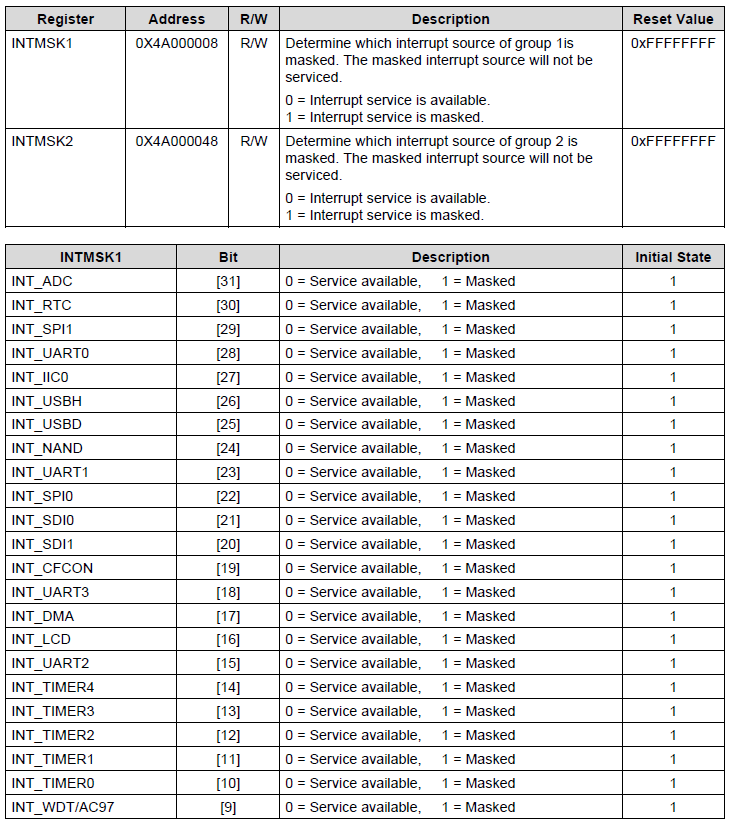 Register Address R/W Description Reset Value
INTMSK1 0X4A000008 R/W Determine which interrupt source of group 1is 0xFFFFFFFF
masked. The masked interrupt source will not be
serviced.
0 = Interrupt service is available.
1 = Interrupt service is masked.
INTMSK2 0X4A000048 R/W Determine which interrupt source of group 2 is 0xFFFFFFFF
masked. The masked interrupt source will not be
serviced.
0 = Interrupt service is available.
1 = Interrupt service is masked.
INTMSK1 Bit Description Initial State
INT_ADC [31] 0 = Service available, 1 = Masked 1
INT_RTC [30] 0 = Service available, 1 = Masked 1
INT_SPI1 [29] 0 = Service available, 1 = Masked 1
INT_UART0 [28] 0 = Service available, 1 = Masked 1
INT_IIC0 [27] 0 = Service available, 1 = Masked 1
INT_USBH [26] 0 = Service available, 1 = Masked 1
INT_USBD [25] 0 = Service available, 1 = Masked 1
INT_NAND [24] 0 = Service available, 1 = Masked 1
INT_UART1 [23] 0 = Service available, 1 = Masked 1
INT_SPI0 [22] 0 = Service available, 1 = Masked 1
INT_SDI0 [21] 0 = Service available, 1 = Masked 1
INT_SDI1 [20] 0 = Service available, 1 = Masked 1
INT_CFCON [19] 0 = Service available, 1 = Masked 1
INT_UART3 [18] 0 = Service available, 1 = Masked 1
INT_DMA [17] 0 = Service available, 1 = Masked 1
INT_LCD [16] 0 = Service available, 1 = Masked 1
INT_UART2 [15] 0 = Service available, 1 = Masked 1
INT_TIMER4 [14] 0 = Service available, 1 = Masked 1
INT_TIMER3 [13] 0 = Service available, 1 = Masked 1
INT_TIMER2 [12] 0 = Service available, 1 = Masked 1
INT_TIMER1 [11] 0 = Service available, 1 = Masked 1
INT_TIMER0 [10] 0 = Service available, 1 = Masked 1
INT_WDT/AC97 [9] 0 = Service available, 1 = Masked 1